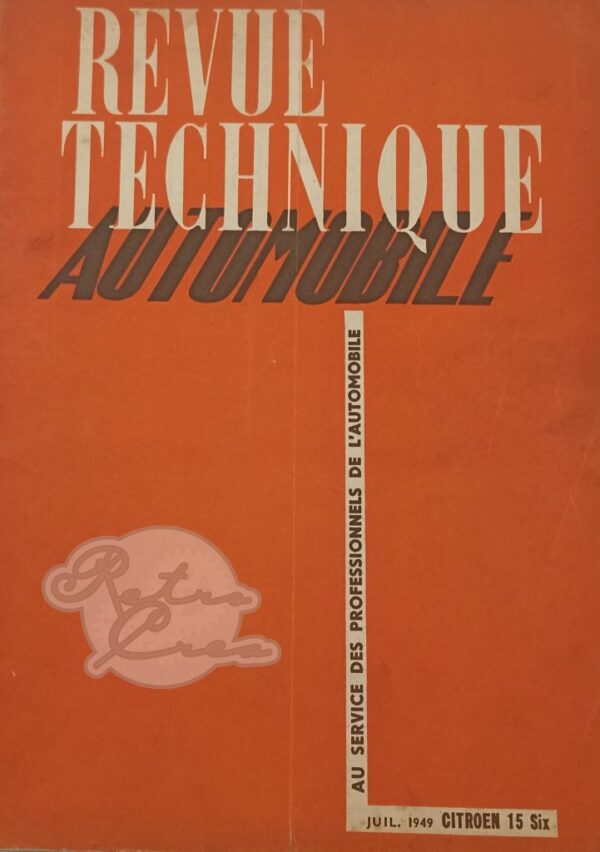 REVUE
TECHNIQUE
AUTOMOBILE
AU SERVICE DES PROFESSIONNELS DE L'AUTOMOBILE
Retro
Crea
JUIL. 1949 CITROEN 15 Six